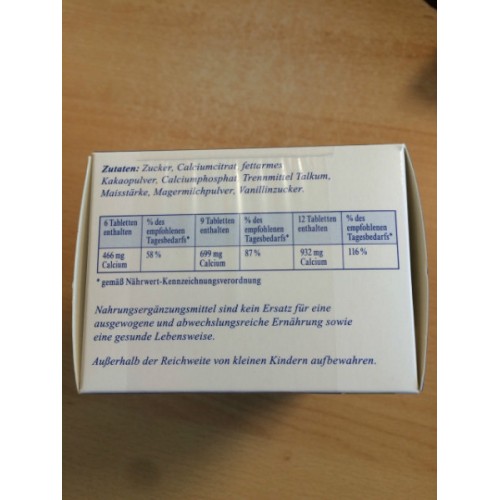 Zutaten: Zucker, Calciumcitrat, fettarmes
Kakaopulver, Calciumphosphat, Trennmittel Talkum,
Maisstärke, Magermilchpulver, Vanillinzucker.
6 Tabletten enthalten | % des empfohlenen Tagesbedarfs* | 9 Tabletten enthalten | % des empfohlenen Tagesbedarfs* | 12 Tabletten enthalten | % des empfohlenen Tagesbedarfs*
466 mg Calcium | 58 % | 699 mg Calcium | 87 % | 932 mg Calcium | 116 %
* gemäß Nährwert-Kennzeichnungsverordnung
Nahrungsergänzungsmittel sind kein Ersatz für eine
ausgewogene und abwechslungsreiche Ernährung sowie
eine gesunde Lebensweise.
Außerhalb der Reichweite von kleinen Kindern aufbewahren.